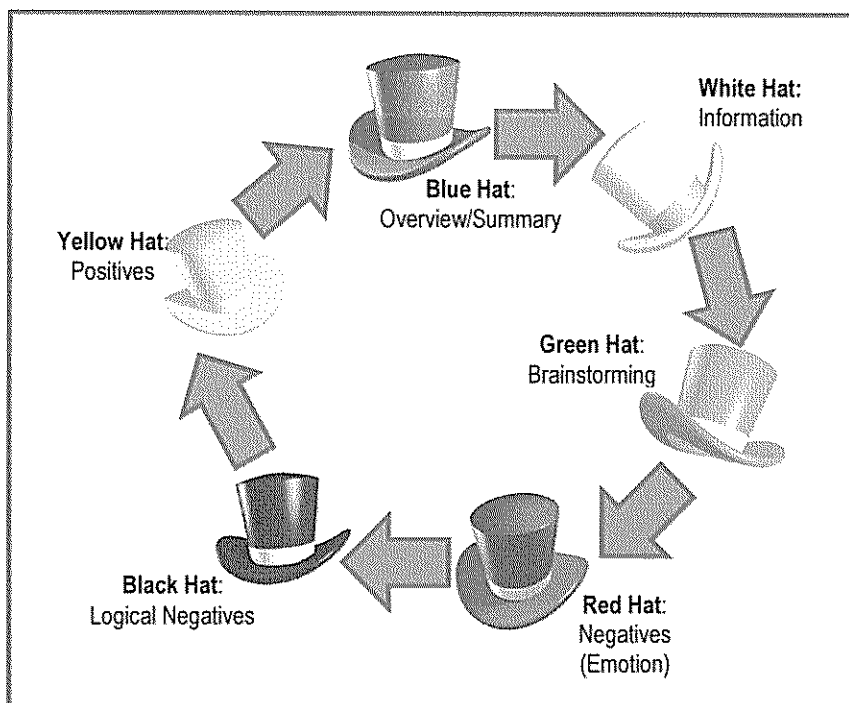 White Hat:
Information
Blue Hat:
Overview/Summary
Yellow Hat:
Positives
Green Hat:
Brainstorming
Black Hat:
Logical Negatives
Red Hat:
Negatives
(Emotion)